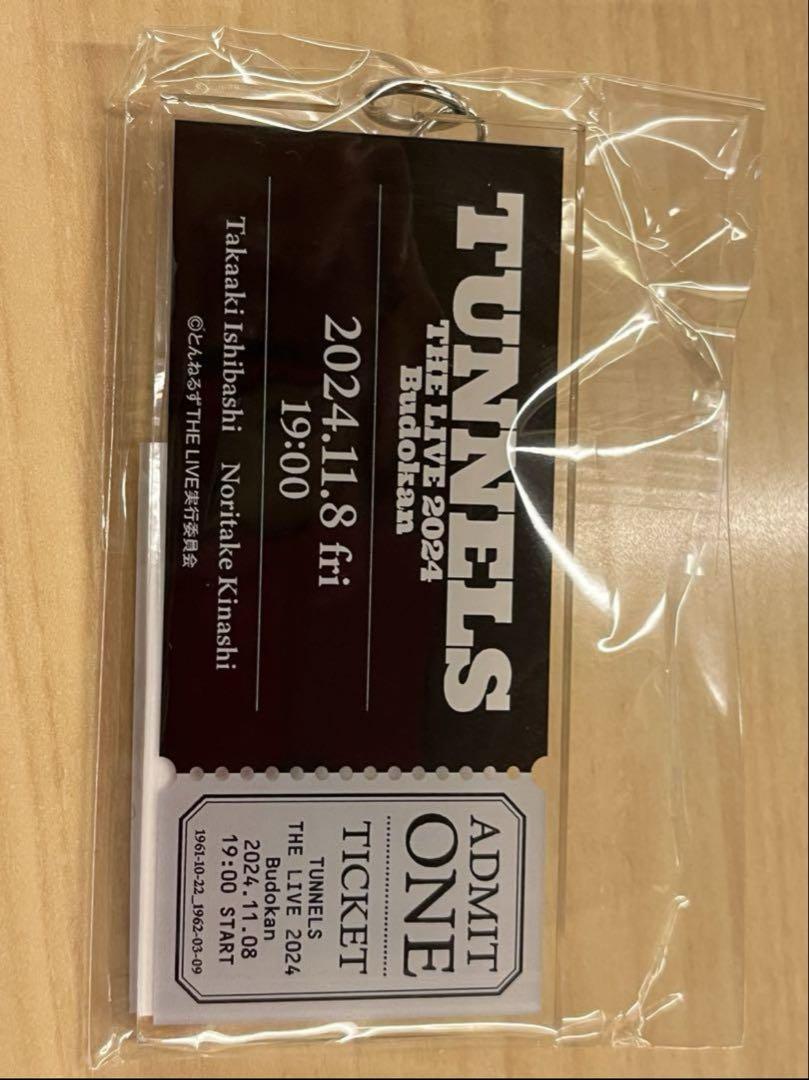 TUNNELS
THE LIVE 2024
Budokan
2024.11.8 fri
19:00
Takaaki Ishibashi Noritake Kinashi
©とんねるずTHE LIVE実行委員会
ADMIT
ONE
TICKET
TUNNELS
THE LIVE 2024
Budokan
2024.11.08
19:00 START
1961-10-22_1962-03-09